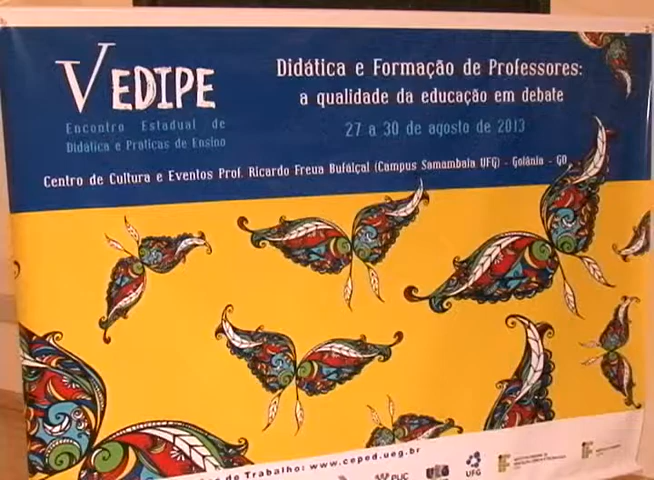 V EDIPE
Encontro Estadual de
Didática e Práticas de Ensino
Didática e Formação de Professores:
a qualidade da educação em debate
27 a 30 de agosto de 2013
Centro de Cultura e Eventos Prof. Ricardo Freua Bufáiçal (Campus Samambaia UFG) - Goiânia - GO
de Trabalho: www.ceped.ueg.br
PUC
UEG
UFG